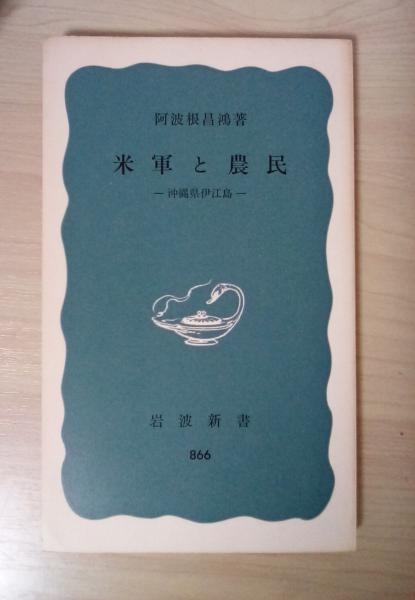 阿波根昌鴻著
米軍と農民
—沖縄県伊江島—
岩波新書
866